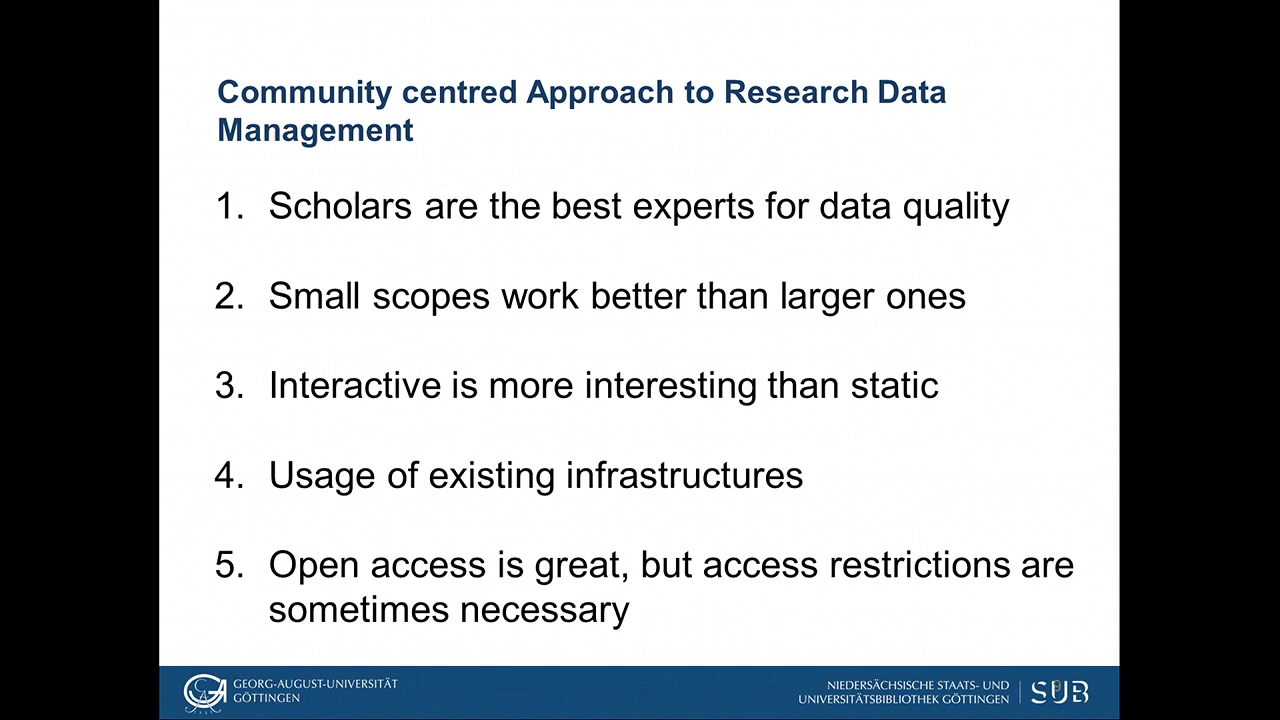 Community centred Approach to Research Data
Management
1. Scholars are the best experts for data quality
2. Small scopes work better than larger ones
3. Interactive is more interesting than static
4. Usage of existing infrastructures
5. Open access is great, but access restrictions are
sometimes necessary
GEORG-AUGUST-UNIVERSITÄT
GÖTTINGEN
NIEDERSÄCHSISCHE STAATS- UND
UNIVERSITÄTSBIBLIOTHEK GÖTTINGEN
SUB
9